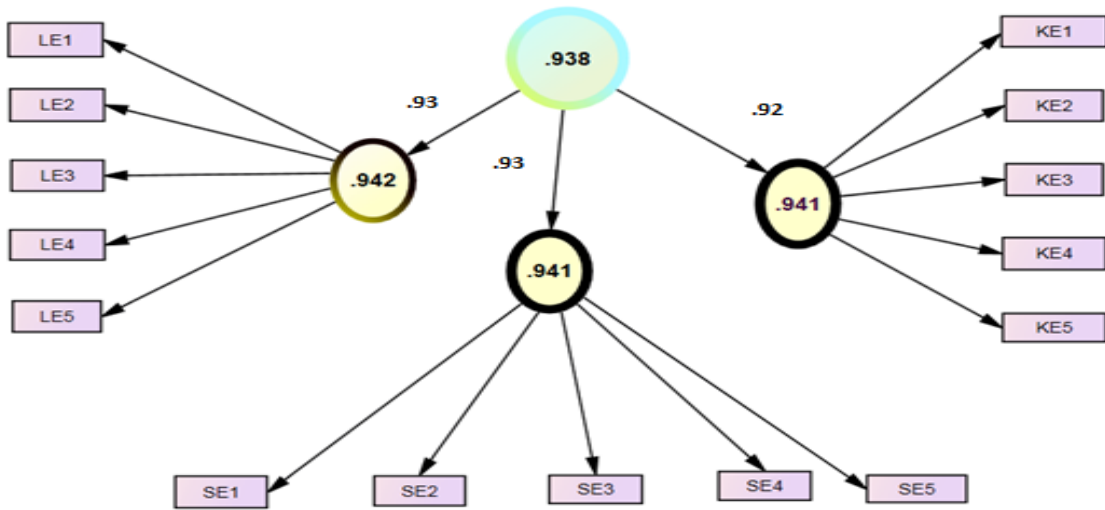 LE1
LE2
LE3
LE4
LE5
.938
.93
.93
.92
.942
.941
.941
KE1
KE2
KE3
KE4
KE5
SE1
SE2
SE3
SE4
SE5